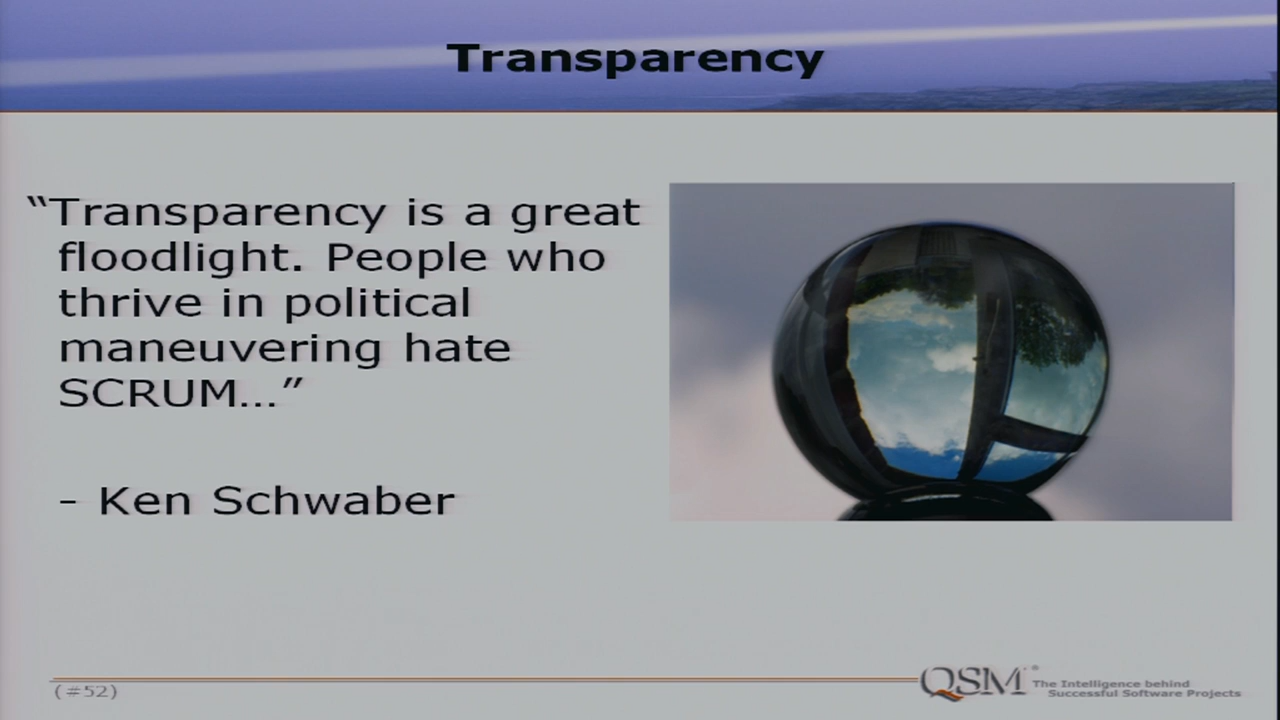 Transparency
“Transparency is a great
floodlight. People who
thrive in political
maneuvering hate
SCRUM...”
- Ken Schwaber
(#52)
QSM®
The Intelligence behind
Successful Software Projects